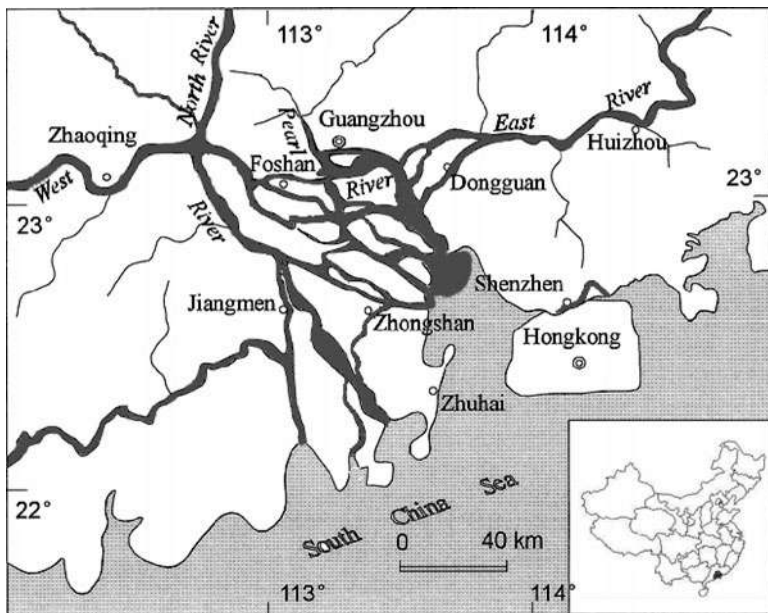 113°
114°
North River
Pearl River
Guangzhou
East River
Zhaoqing
Foshan
Huizhou
West River
Dongguan
23°
23°
Shenzhen
Jiangmen
Zhongshan
Hongkong
Zhuhai
22°
South China Sea
0 40 km
113°
114°